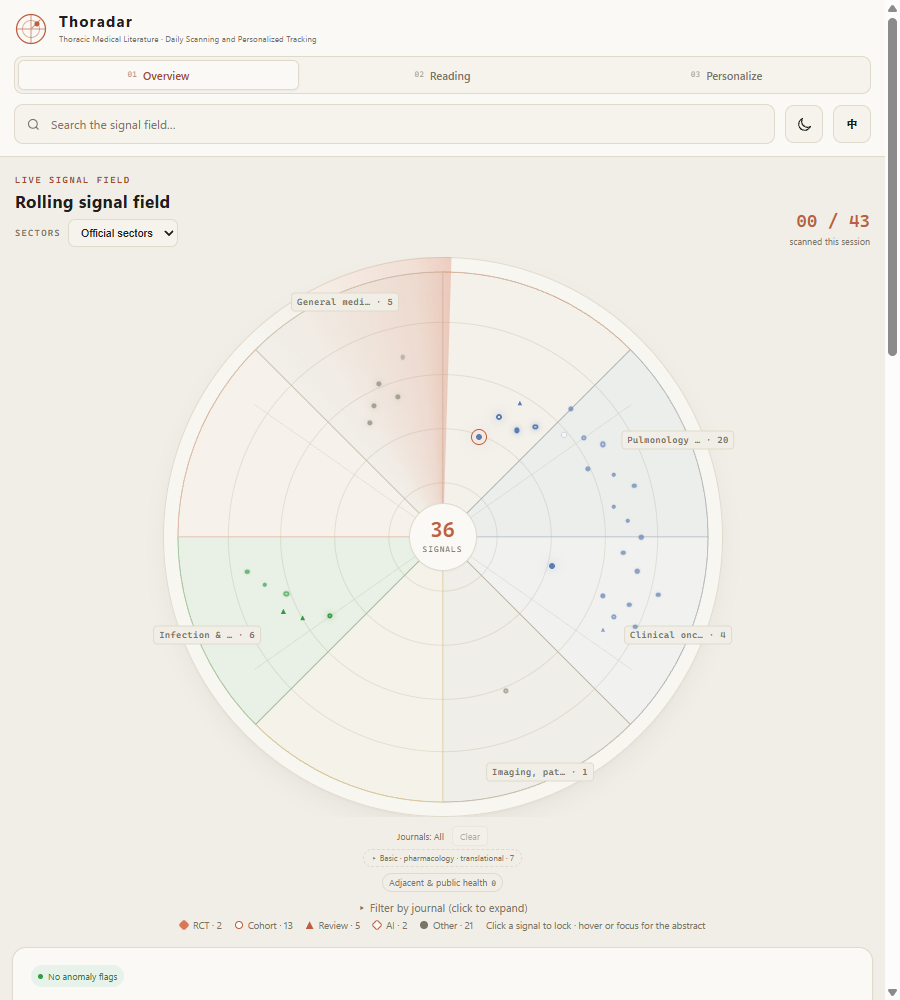 Thoradar
Thoracic Medical Literature · Daily Scanning and Personalized Tracking
01 Overview
02 Reading
03 Personalize
Search the signal field...
中
LIVE SIGNAL FIELD
Rolling signal field
SECTORS Official sectors
00 / 43
scanned this session
General medi… · 5
Pulmonology … · 20
36
SIGNALS
Infection & … · 6
Clinical onc… · 4
Imaging, pat… · 1
Journals: All Clear
Basic · pharmacology · translational · 7
Adjacent & public health 0
Filter by journal (click to expand)
RCT · 2 Cohort · 13 Review · 5 AI · 2 Other · 21 Click a signal to lock · hover or focus for the abstract
No anomaly flags